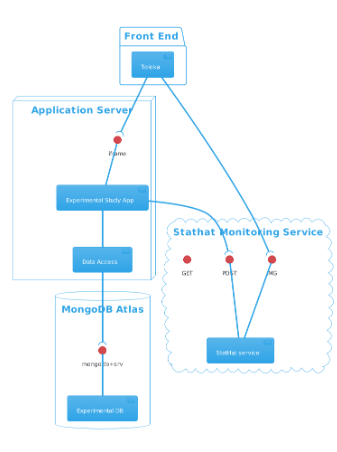 Front End
Toloka
Application Server
iframe
Experimental Study App
Stathat Monitoring Service
Data Access
GET
POST
MongoDB Atlas
StatHat service
mongodb+srv
Experimental DB